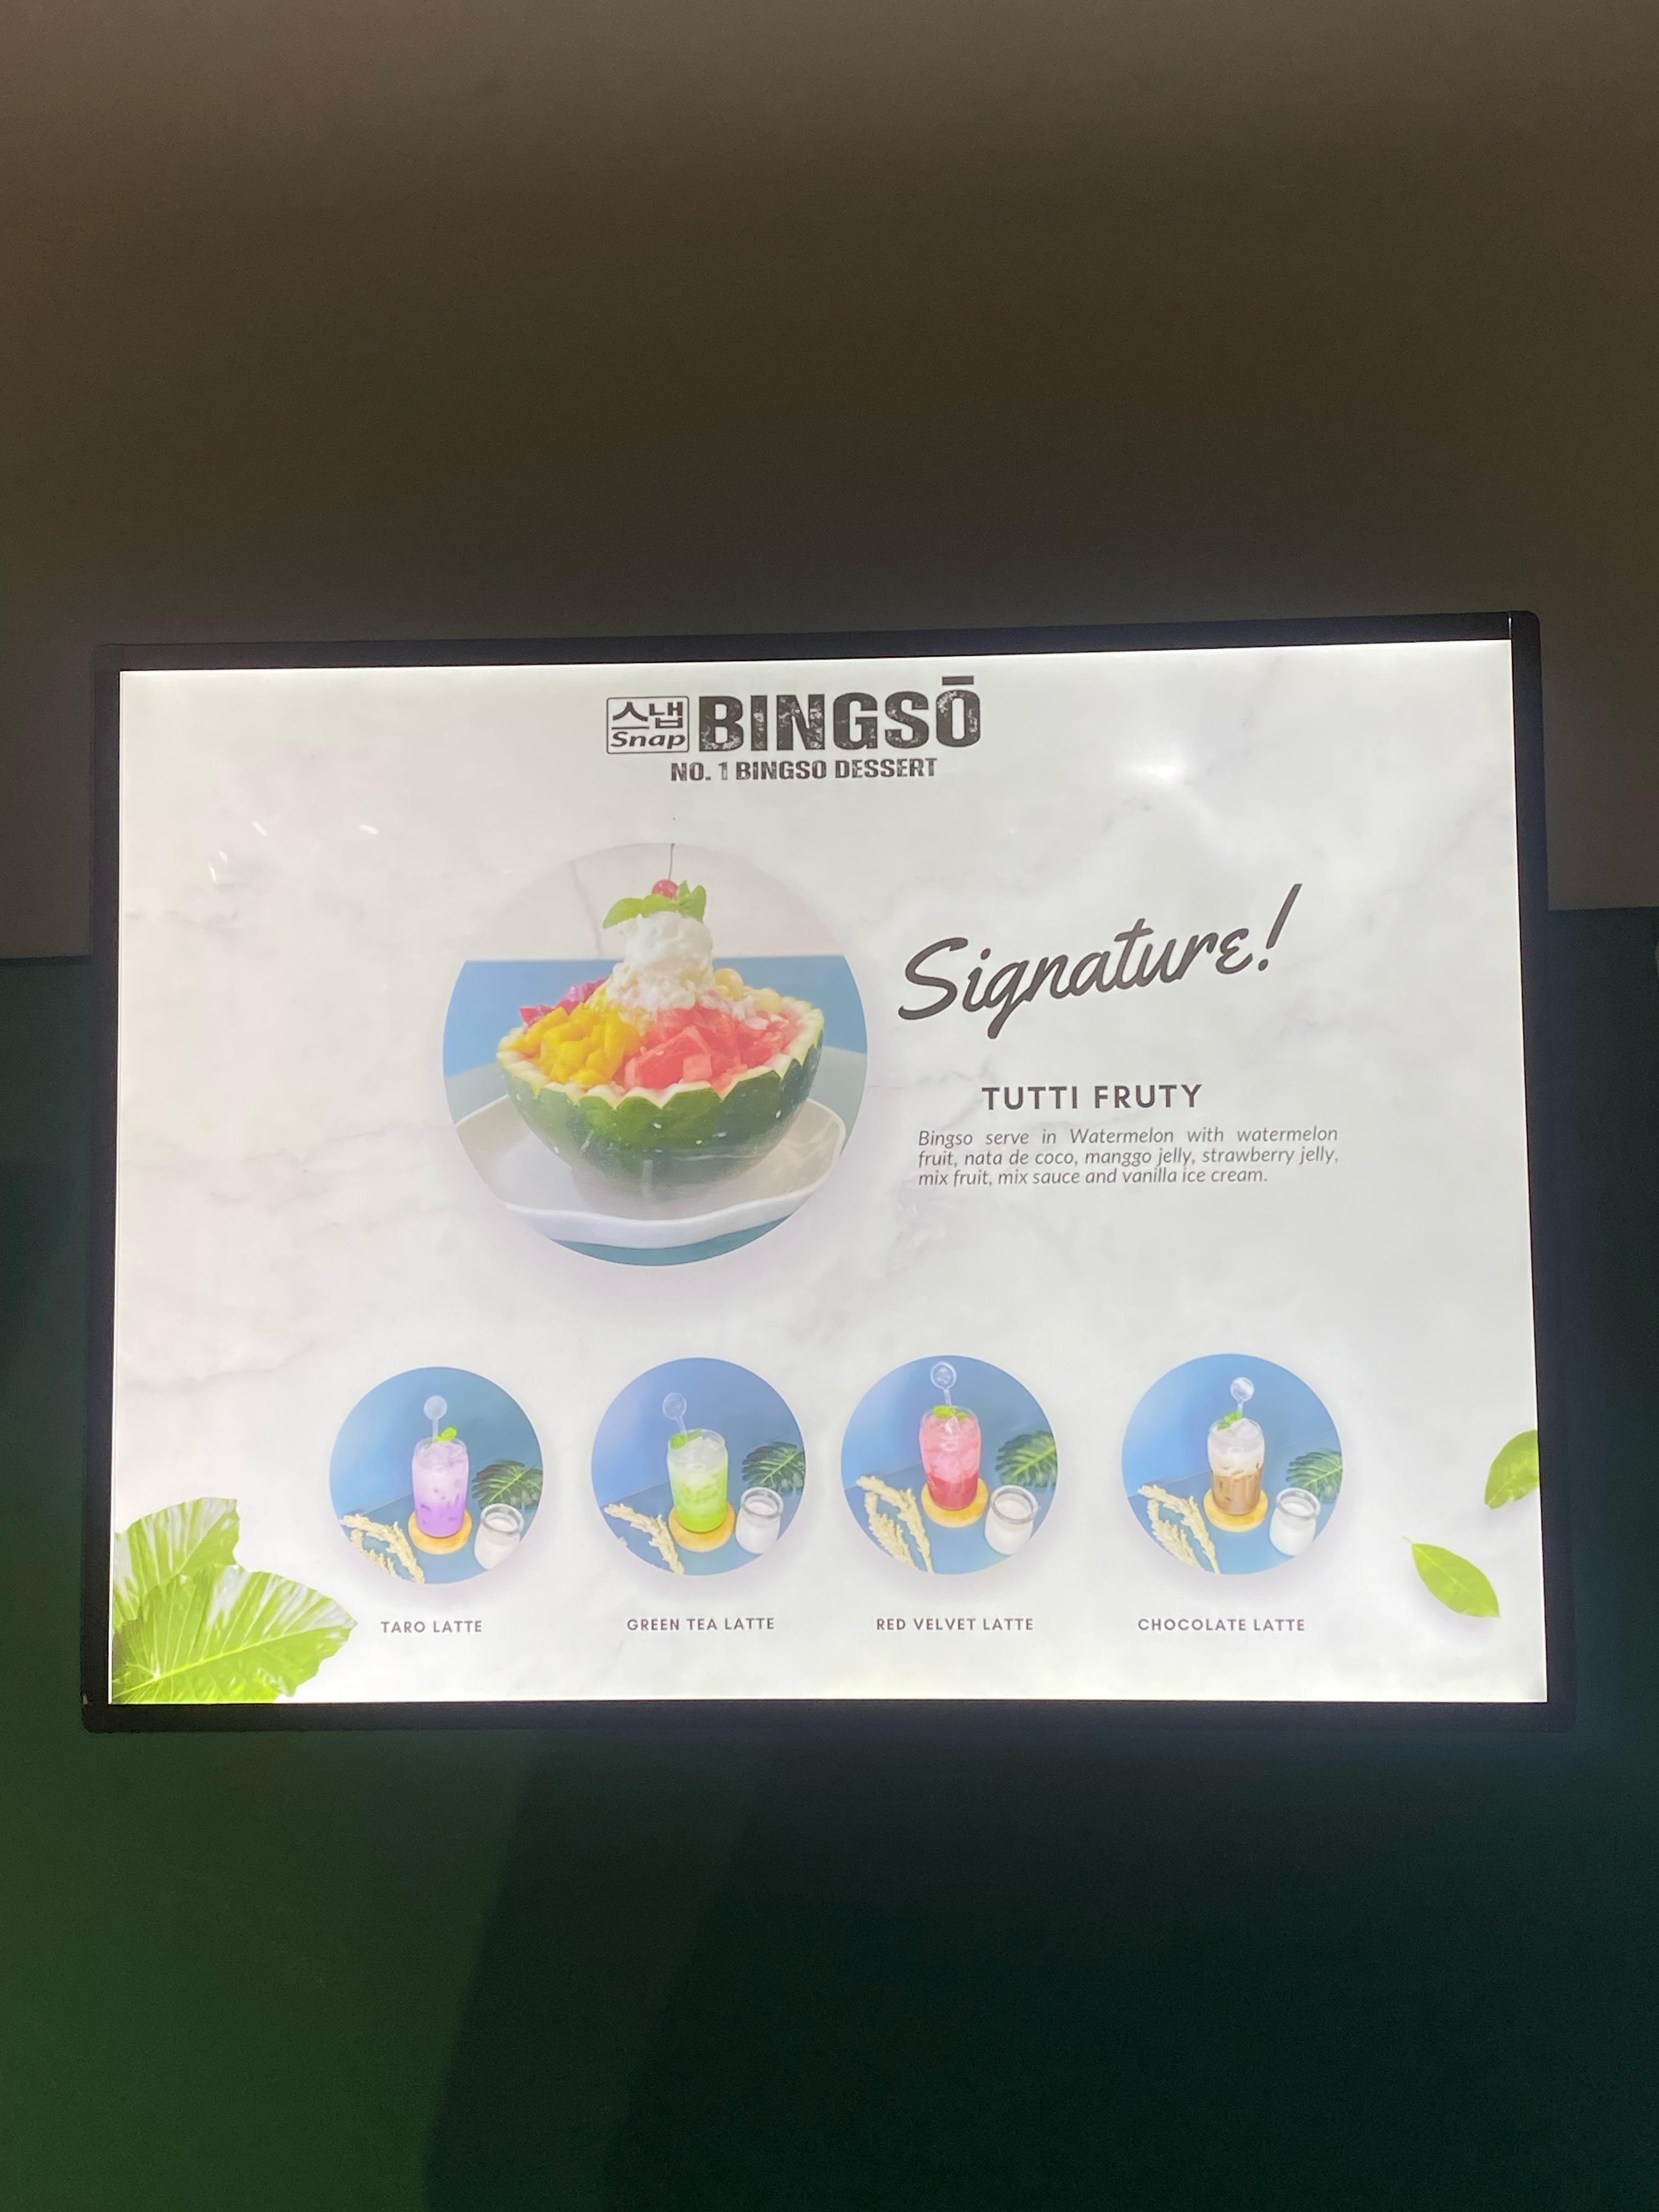 스냅
Snap
BINGSŌ
NO. 1 BINGSO DESSERT
Signature!
TUTTI FRUTY
Bingso serve in Watermelon with watermelon
fruit, nata de coco, manggo jelly, strawberry jelly,
mix fruit, mix sauce and vanilla ice cream.
TARO LATTE
GREEN TEA LATTE
RED VELVET LATTE
CHOCOLATE LATTE